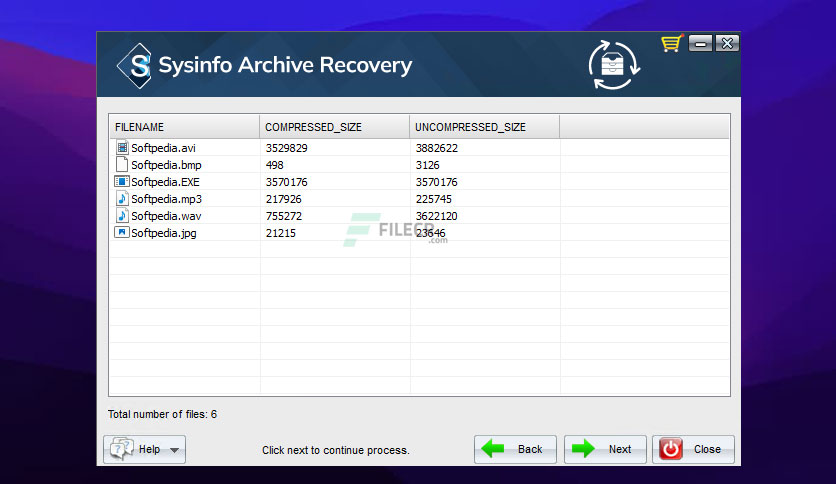 Sysinfo Archive Recovery
FILENAME COMPRESSED_SIZE UNCOMPRESSED_SIZE
Softpedia.avi 3529829 3882622
Softpedia.bmp 498 3126
Softpedia.EXE 3570176 3570176
Softpedia.mp3 217926 225745
Softpedia.wav 755272 3622120
Softpedia.jpg 21215 23646
FILECR
.com
Total number of files: 6
Help Click next to continue process. Back Next Close